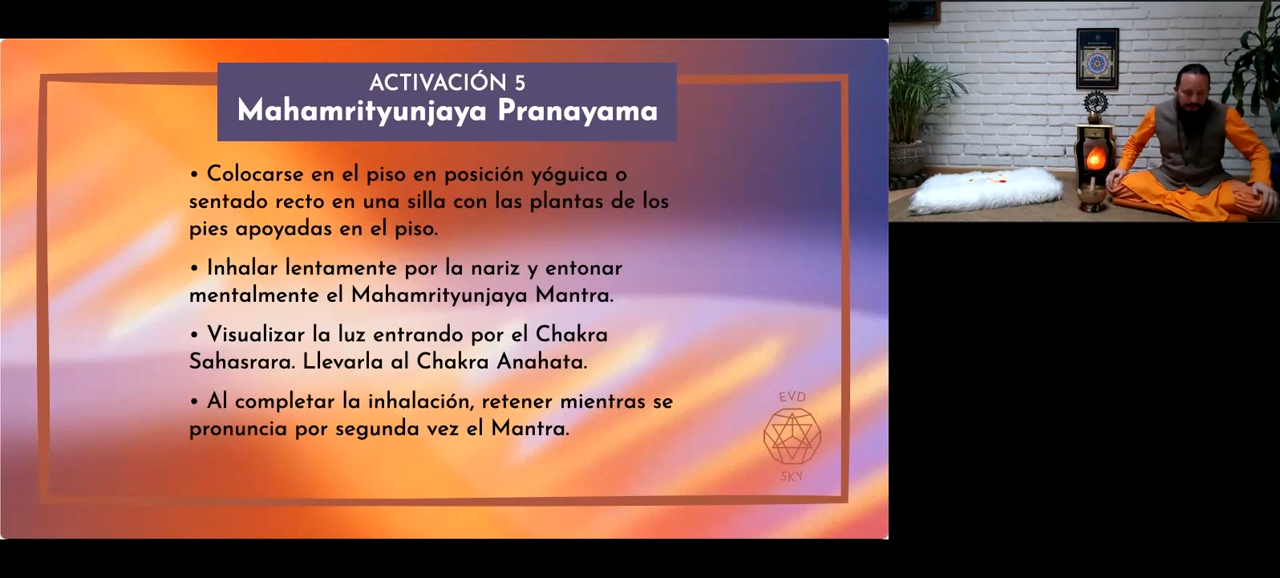 ACTIVACIÓN 5
Mahamrityunjaya Pranayama
• Colocarse en el piso en posición yóguica o
sentado recto en una silla con las plantas de los
pies apoyadas en el piso.
• Inhalar lentamente por la nariz y entonar
mentalmente el Mahamrityunjaya Mantra.
• Visualizar la luz entrando por el Chakra
Sahasrara. Llevarla al Chakra Anahata.
• Al completar la inhalación, retener mientras se
pronuncia por segunda vez el Mantra.
EVD
SKY